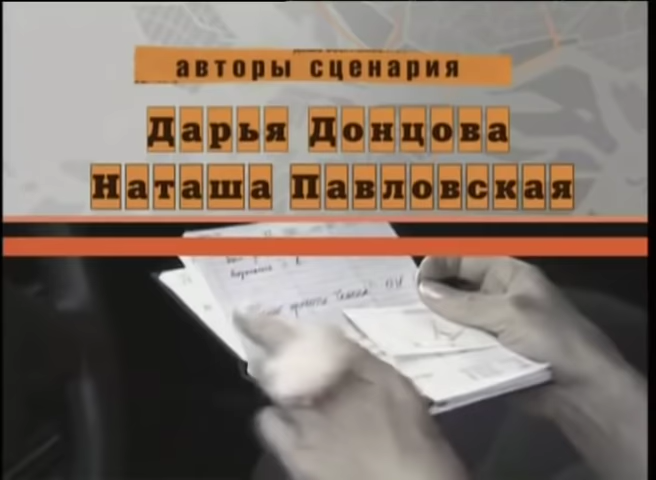 авторы сценария
Дарья Донцова
Наташа Павловская